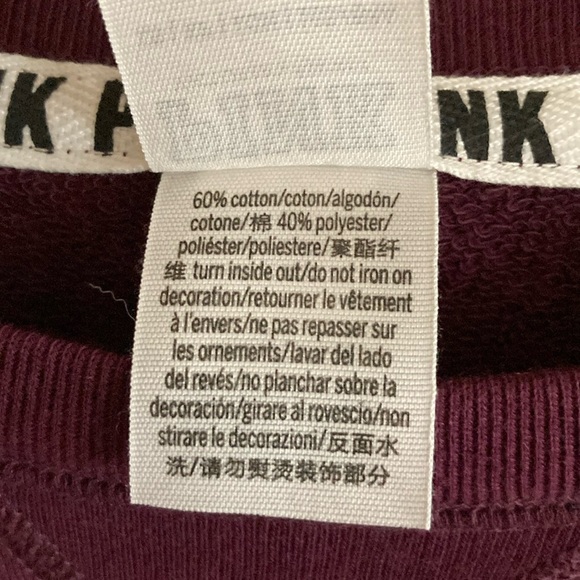 NK P
NK
60% cotton/coton/algodón/
cotone/棉 40% polyester/
poliéster/poliestere/聚酯纤
维 turn inside out/do not iron on
decoration/retourner le vêtement
à l'envers/ne pas repasser sur
les ornements/lavar del lado
del revés/no planchar sobre la
decoración/girare al rovescio/non
stirare le decorazioni/反面水
洗/请勿熨烫装饰部分